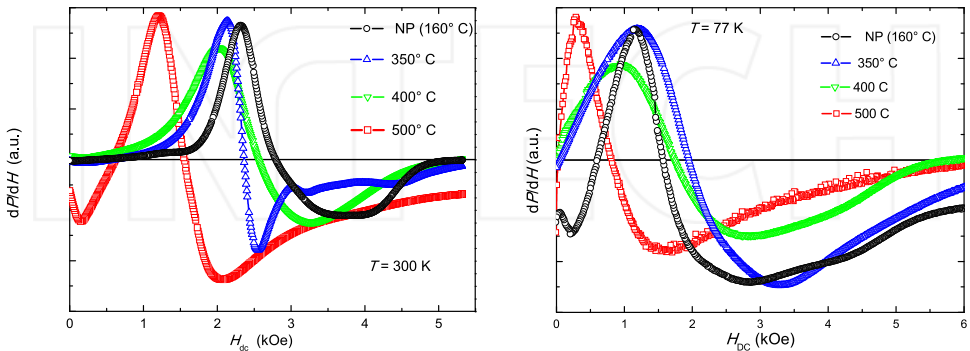 dP/dH (a.u.)
NP (160° C)
350° C
400° C
500° C
T = 300 K
0 1 2 3 4 5
H_dc (kOe)
dP/dH (a.u.)
T = 77 K
NP (160° C)
350° C
400 C
500 C
0 1 2 3 4 5 6
H_DC (kOe)
INTECH